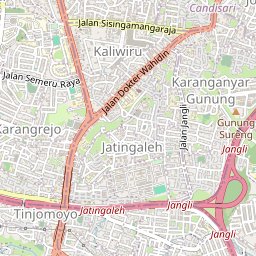 Candisari
Jalan Sisingamangaraja
Kaliwiru
Jalan Dokter Wahidin
Jalan Semeru Raya
Karanganyar
Gunung
Jalan Jangli
Karangrejo
Gunung
Sureng
Jangli
Jatingaleh
Tinjomoyo
Jatingaleh
Jangli
Jangli